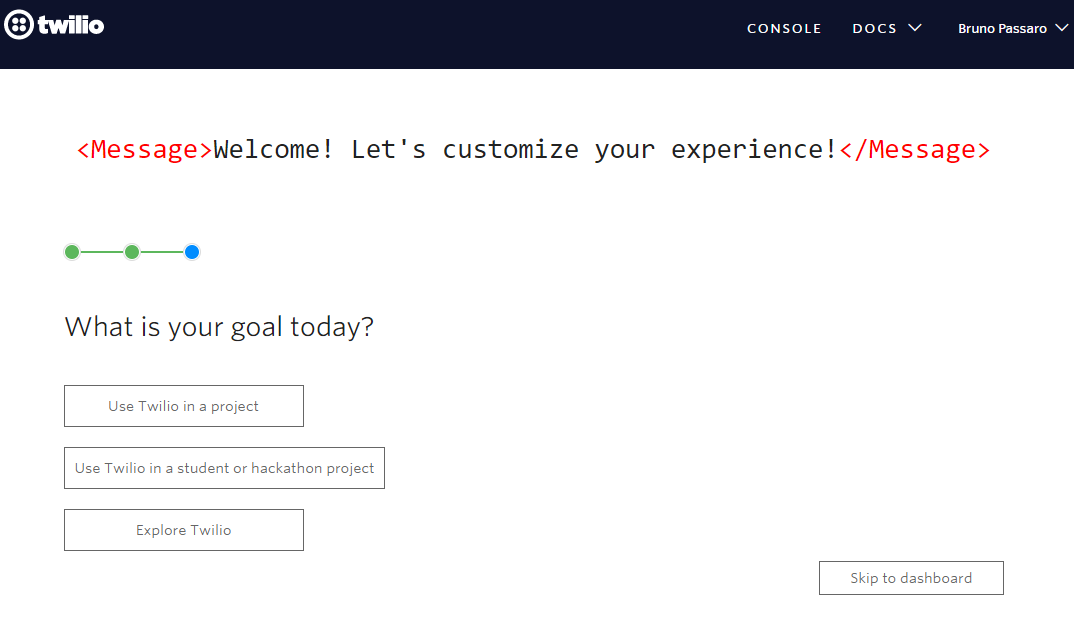 twilio
CONSOLE DOCS Bruno Passaro
<Message>Welcome! Let's customize your experience!</Message>
What is your goal today?
Use Twilio in a project
Use Twilio in a student or hackathon project
Explore Twilio
Skip to dashboard